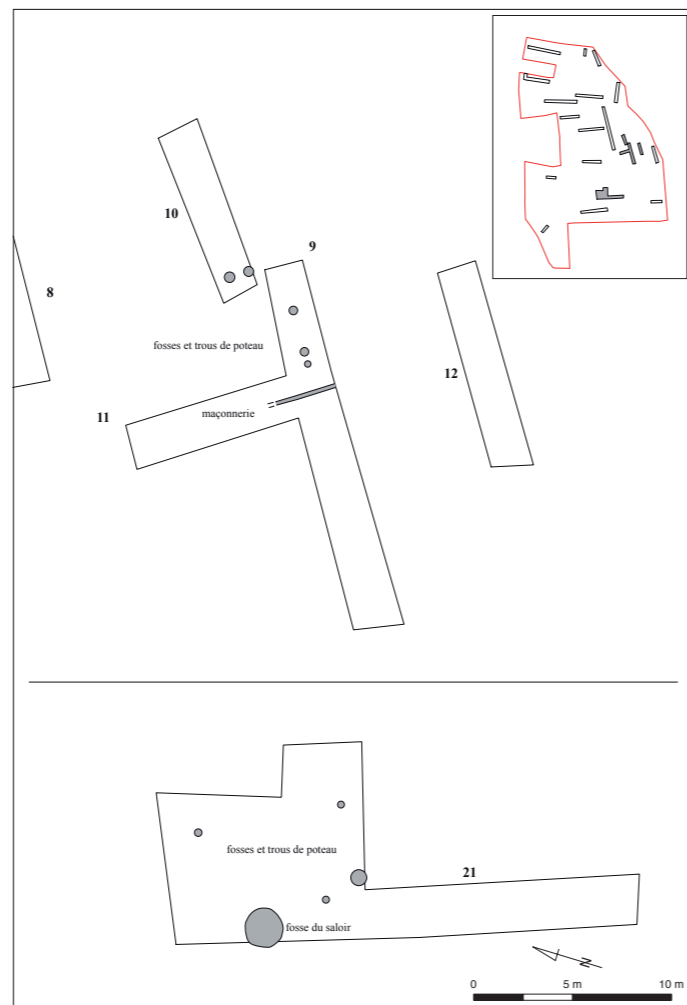 10
9
8
fosses et trous de poteau
12
11
maçonnerie
fosses et trous de poteau
21
fosse du saloir
N
0
5 m
10 m